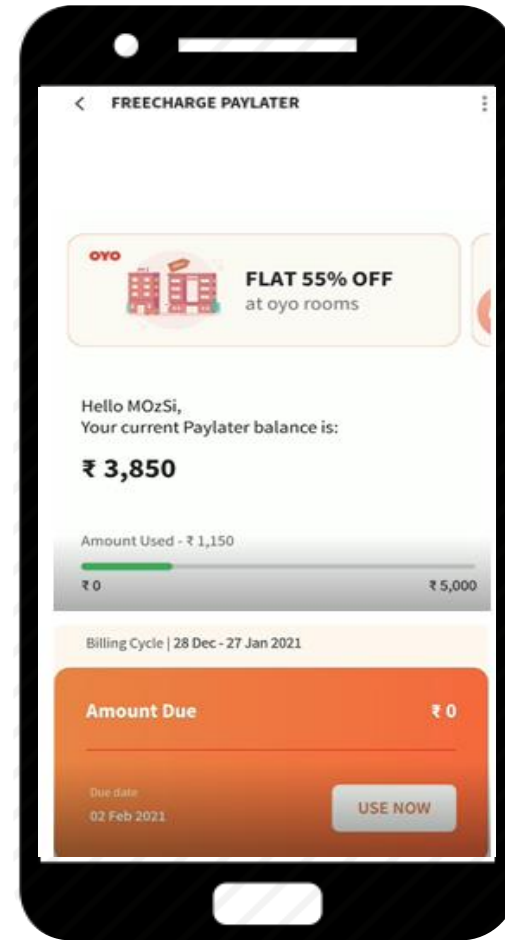 FREECHARGE PAYLATER
OYO
FLAT 55% OFF
at oyo rooms
Hello MOzSi,
Your current Paylater balance is:
₹ 3,850
Amount Used - ₹ 1,150
₹ 0 ₹ 5,000
Billing Cycle | 28 Dec - 27 Jan 2021
Amount Due ₹ 0
Due date
02 Feb 2021
USE NOW